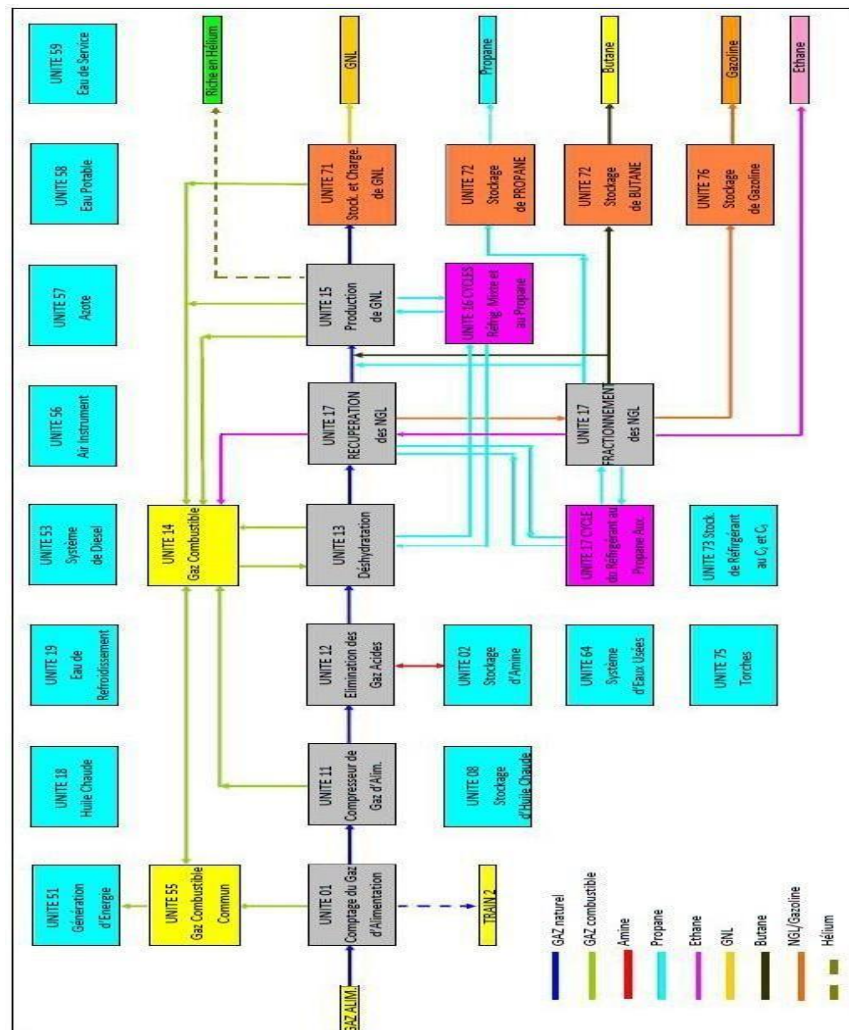 UNITE 51
Génération
d'Energie
UNITE 18
Huile Chaude
UNITE 19
Eau de
Refroidissement
UNITE 53
Système
de Diesel
UNITE 56
Air Instrument
UNITE 57
Azote
UNITE 58
Eau Potable
UNITE 59
Eau de Service
UNITE 55
Gaz Combustible
Commun
UNITE 14
Gaz Combustible
Riche en Hélium
GAZ ALIM.
UNITE 01
Comptage du Gaz
d'Alimentation
UNITE 11
Compresseur de
Gaz d'Alim.
UNITE 12
Elimination des
Gaz Acides
UNITE 13
Déshydratation
UNITE 17
RECUPERATION
des NGL
UNITE 15
Production
de GNL
UNITE 71
Stock. et Charge.
de GNL
GNL
TRAIN 2
UNITE 08
Stockage
d'Huile Chaude
UNITE 02
Stockage
d'Amine
UNITE 16 CYCLES
Réfrig. Mixte et
au Propane
UNITE 72
Stockage
de PROPANE
Propane
UNITE 64
Système
d'Eaux Usées
UNITE 17 CYCLE
du Réfrigérant au
Propane Aux.
UNITE 17
FRACTIONNEMENT
des NGL
UNITE 72
Stockage
de BUTANE
Butane
UNITE 75
Torches
UNITE 73 Stock.
de Réfrigérant
au C₂ et C₃
UNITE 76
Stockage
de Gazoline
Gazoline
Ethane
GAZ naturel
GAZ combustible
Amine
Propane
Ethane
GNL
Butane
NGL/Gazoline
Hélium